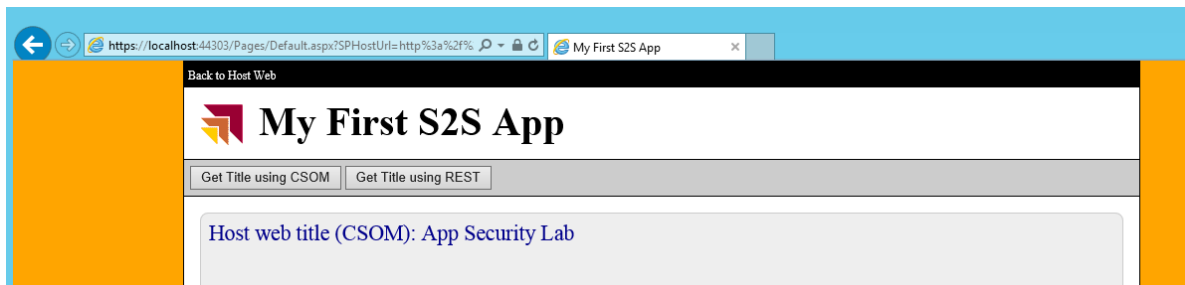 https://localhost:44303/Pages/Default.aspx?SPHostUrl=http%3a%2f% My First S2S App
Back to Host Web
My First S2S App
Get Title using CSOM Get Title using REST
Host web title (CSOM): App Security Lab